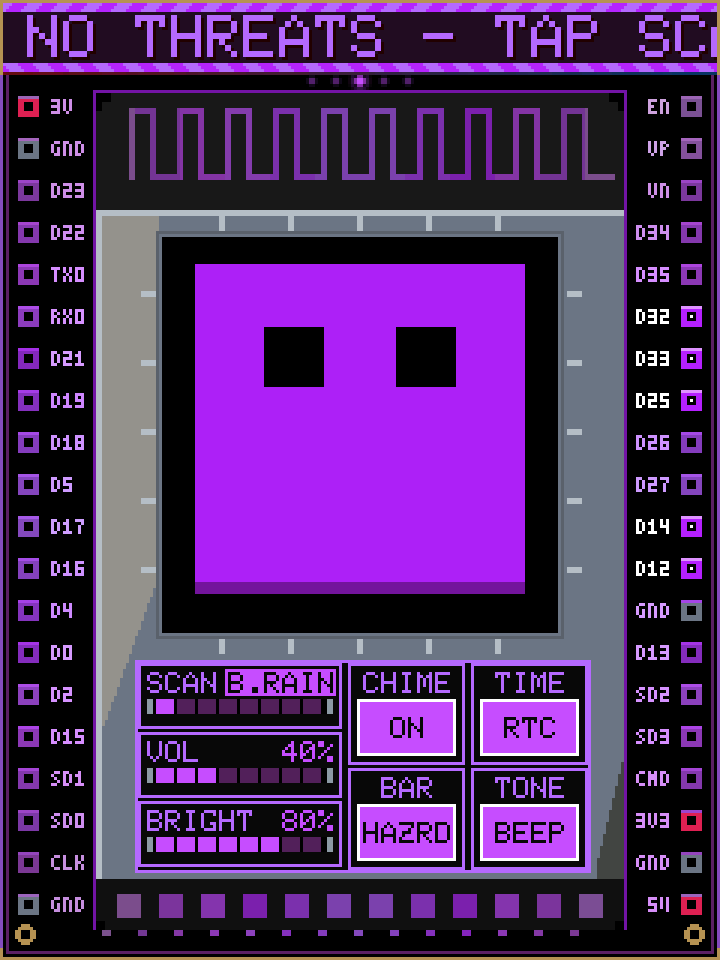 NO THREATS - TAP SC
3V
GND
D23
D22
TX0
RX0
D21
D19
D18
D5
D17
D16
D4
D0
D2
D15
SD1
SD0
CLK
GND
EN
VP
VN
D34
D35
D32
D33
D25
D26
D27
D14
D12
GND
D13
SD2
SD3
CMD
3V3
GND
5V
SCAN B.RAIN
VOL 40%
BRIGHT 80%
CHIME
ON
TIME
RTC
BAR
HAZRD
TONE
BEEP